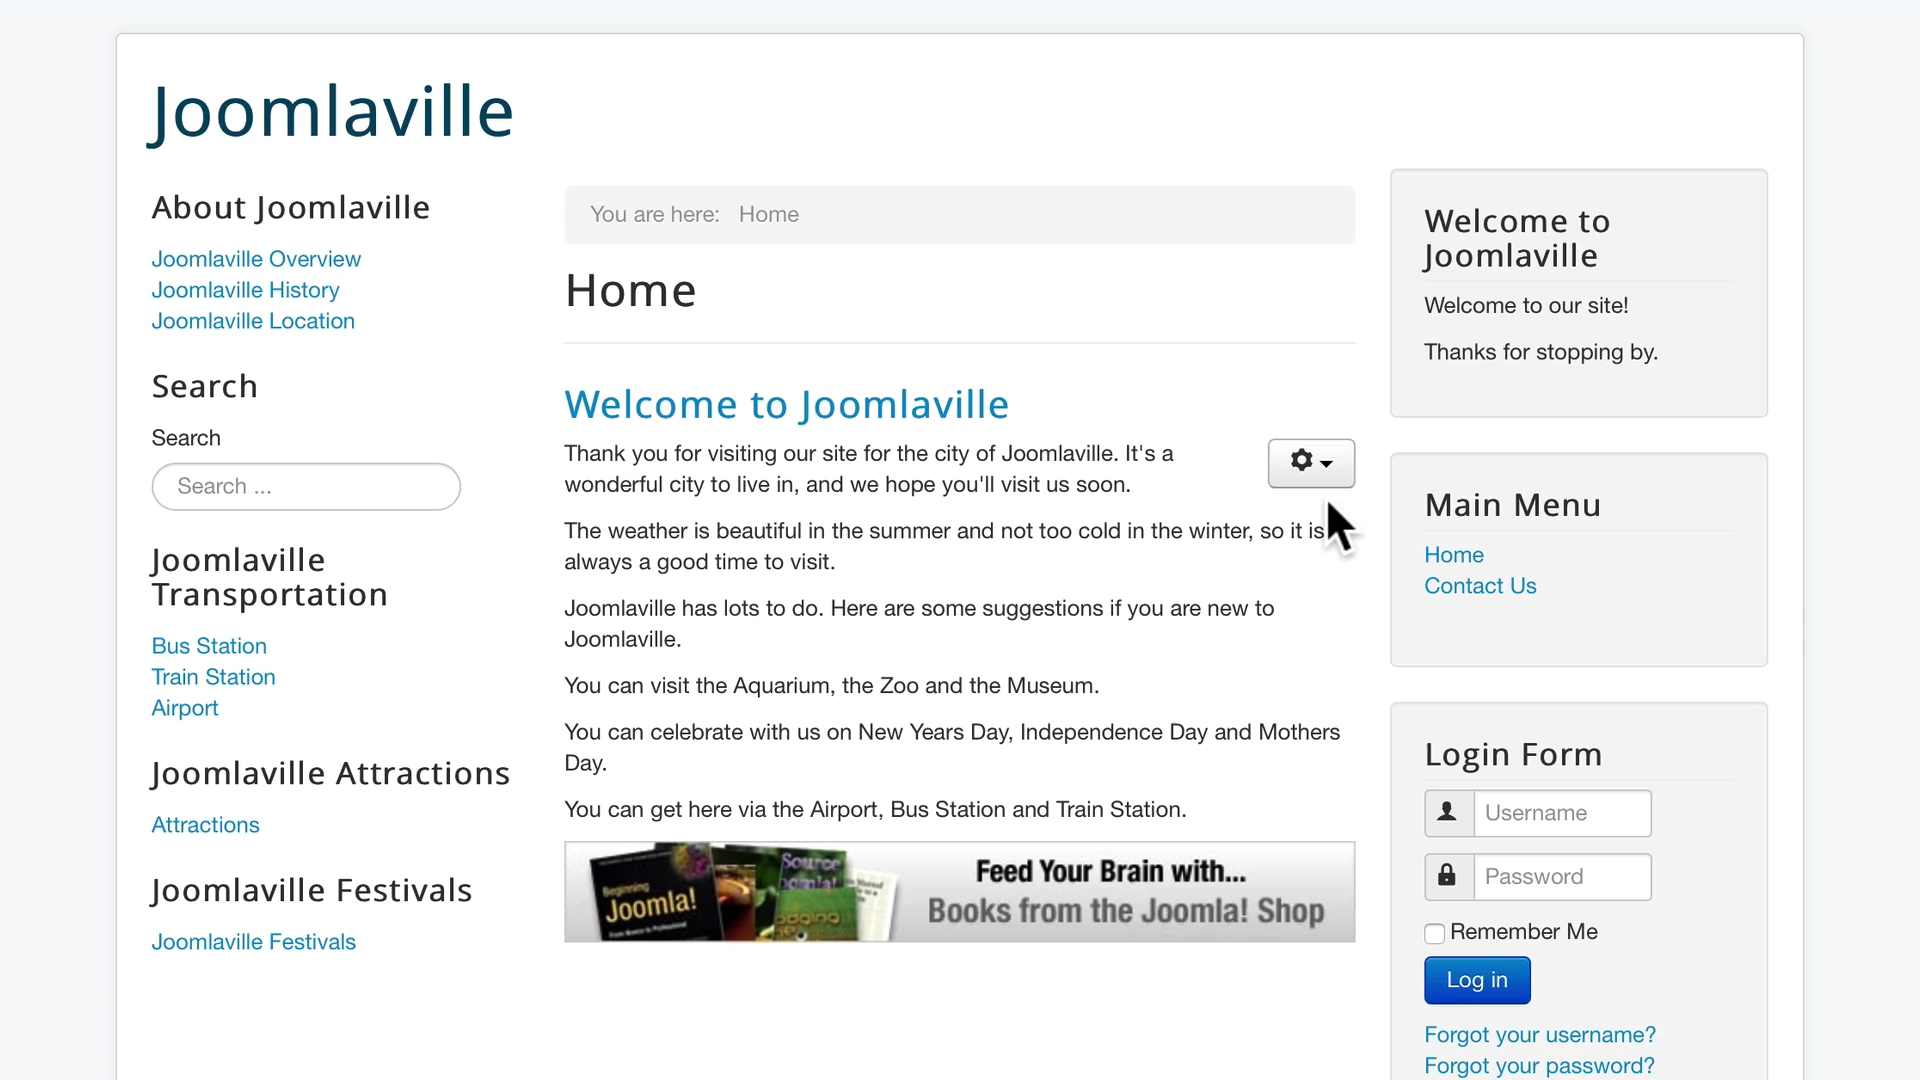 Joomlaville
About Joomlaville
Joomlaville Overview
Joomlaville History
Joomlaville Location
Search
Search
Search ...
Joomlaville
Transportation
Bus Station
Train Station
Airport
Joomlaville Attractions
Attractions
Joomlaville Festivals
Joomlaville Festivals
You are here: Home
Home
Welcome to Joomlaville
Thank you for visiting our site for the city of Joomlaville. It's a
wonderful city to live in, and we hope you'll visit us soon.
The weather is beautiful in the summer and not too cold in the winter, so it is
always a good time to visit.
Joomlaville has lots to do. Here are some suggestions if you are new to
Joomlaville.
You can visit the Aquarium, the Zoo and the Museum.
You can celebrate with us on New Years Day, Independence Day and Mothers
Day.
You can get here via the Airport, Bus Station and Train Station.
Beginning
Joomla!
From Novice to Professional
Source
Feed Your Brain with...
Books from the Joomla! Shop
Welcome to
Joomlaville
Welcome to our site!
Thanks for stopping by.
Main Menu
Home
Contact Us
Login Form
Username
Password
Remember Me
Log in
Forgot your username?
Forgot your password?